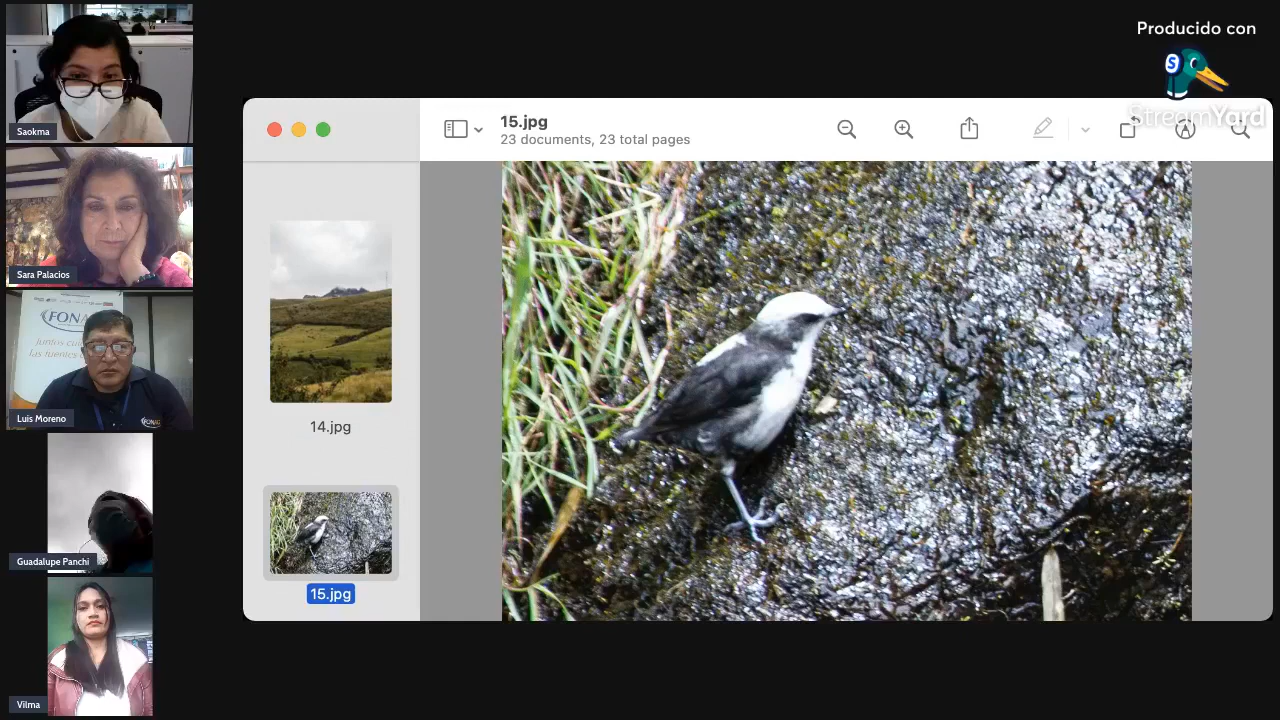 Producido con
S
StreamYard
15.jpg
23 documents, 23 total pages
14.jpg
15.jpg
Saokma
Sara Palacios
FONA
Luis Moreno
Guadalupe Panchi
Vilma